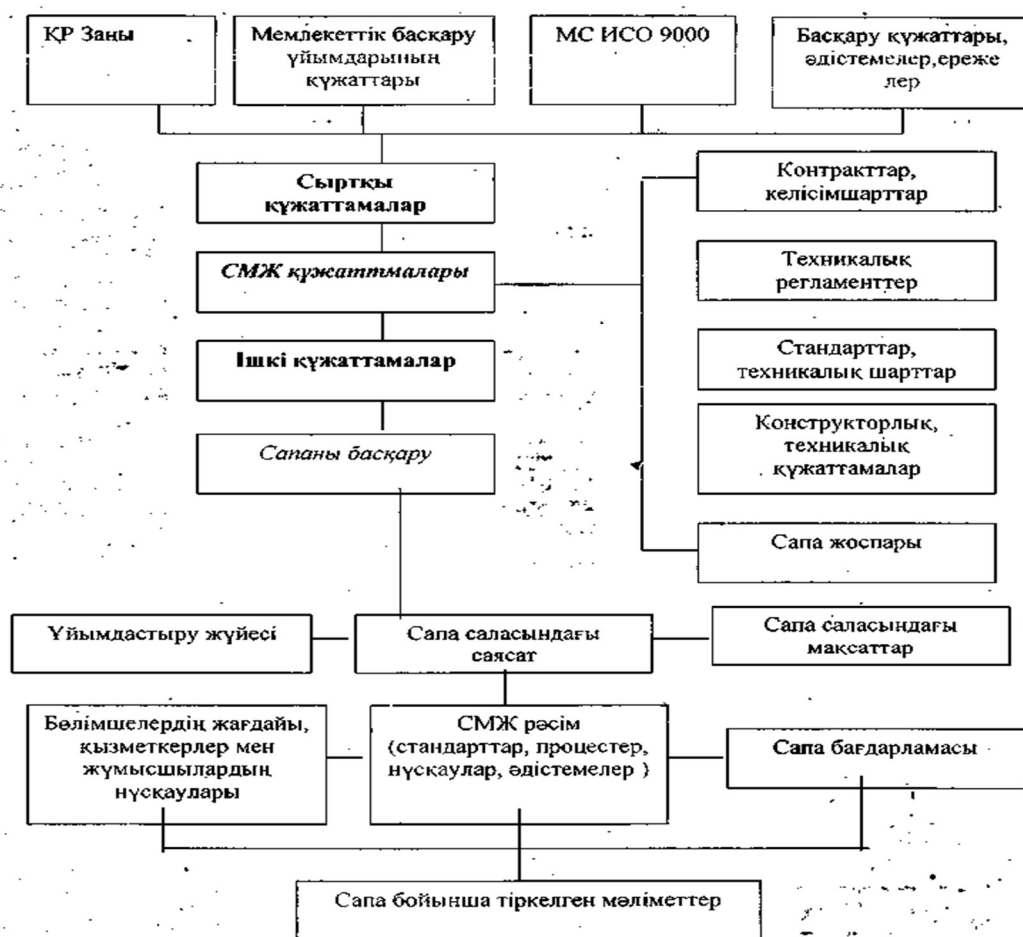 ҚР Заңы
Мемлекеттік басқару
ұйымдарының
құжаттары
МС ИСО 9000
Басқару құжаттары,
әдістемелер,ереже
лер
Сыртқы
құжаттамалар
Контракттар,
келісімшарттар
СМЖ құжаттмалары
Техникалық
регламенттер
Ішкі құжаттамалар
Стандарттар,
техникалық шарттар
Сапаны басқару
Конструкторлық,
техникалық
құжаттамалар
Сапа жоспары
Ұйымдастыру жүйесі
Сапа саласындағы
саясат
Сапа саласындағы
мақсаттар
Бөлімшелердің жағдайы,
қызметкерлер мен
жұмысшылардың
нұсқаулары
СМЖ рәсім
(стандарттар, процестер,
нұсқаулар, әдістемелер )
Сапа бағдарламасы
Сапа бойынша тіркелген мәліметтер